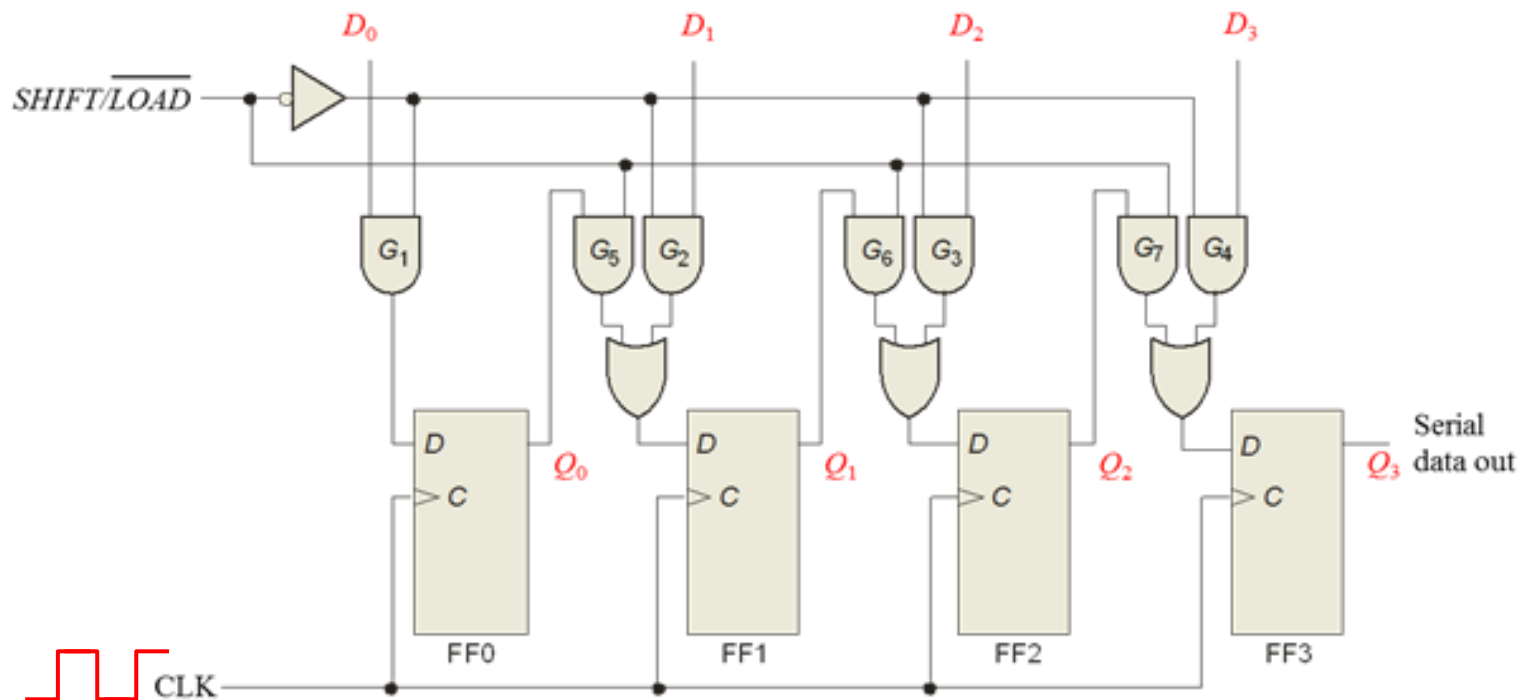 D₀ D₁ D₂ D₃
SHIFT/L̅O̅A̅D̅
G₁ G₅ G₂ G₆ G₃ G₇ G₄
Serial
data out
D D D D
Q₀ Q₁ Q₂ Q₃
C C C C
FF0 FF1 FF2 FF3
CLK